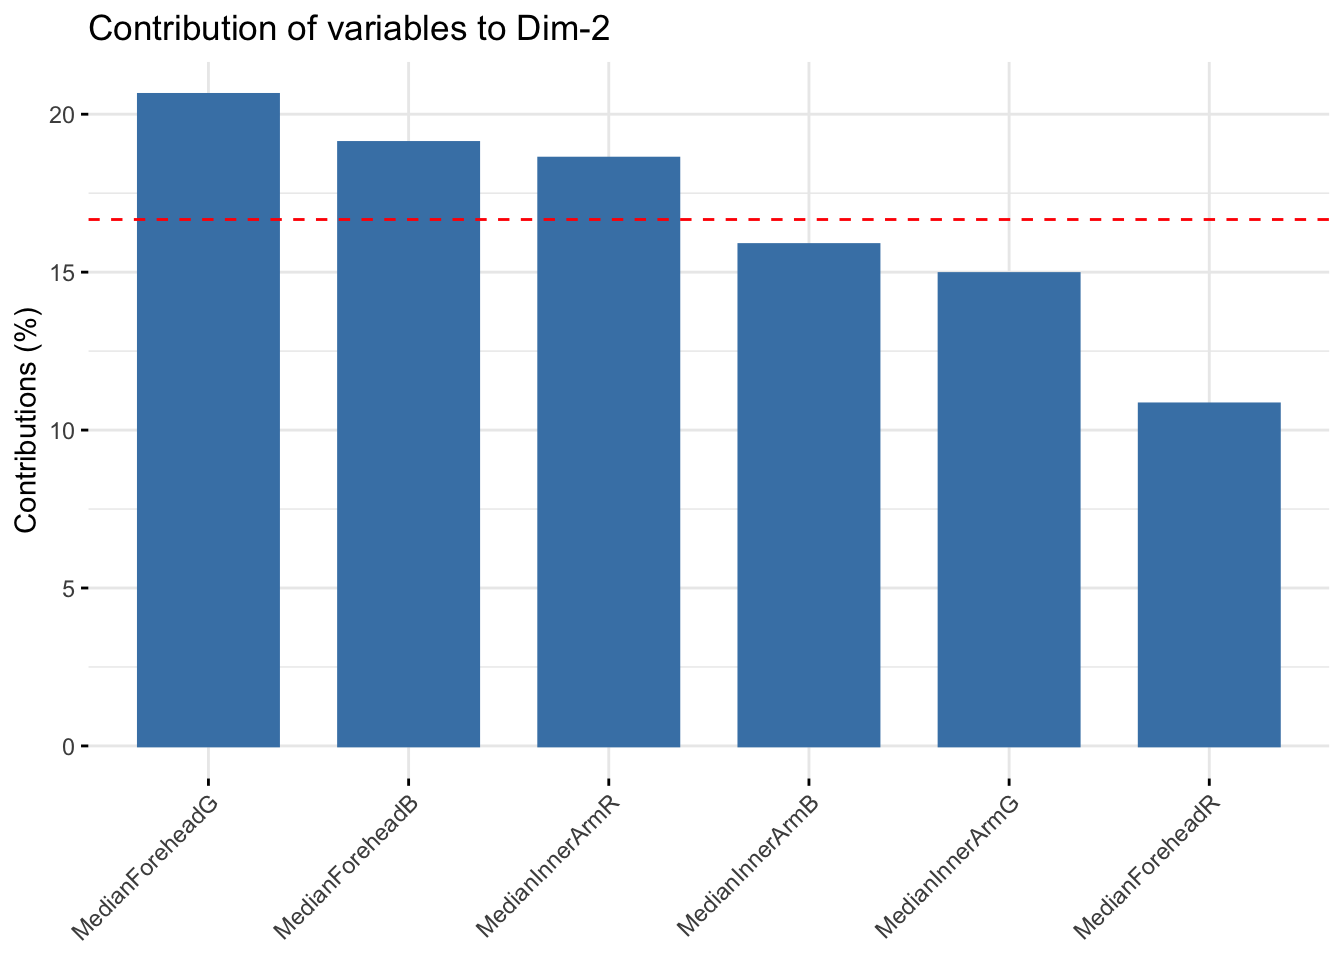 Contribution of variables to Dim-2
Contributions (%)
20
15
10
5
0
MedianForeheadG
MedianForeheadB
MedianInnerArmR
MedianInnerArmB
MedianInnerArmG
MedianForeheadR